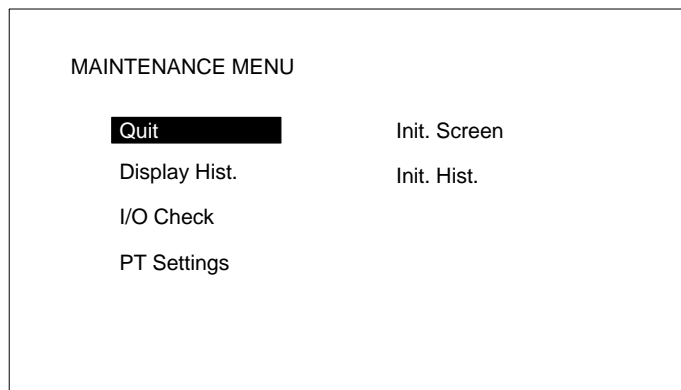 MAINTENANCE MENU
Quit
Init. Screen
Display Hist.
Init. Hist.
I/O Check
PT Settings